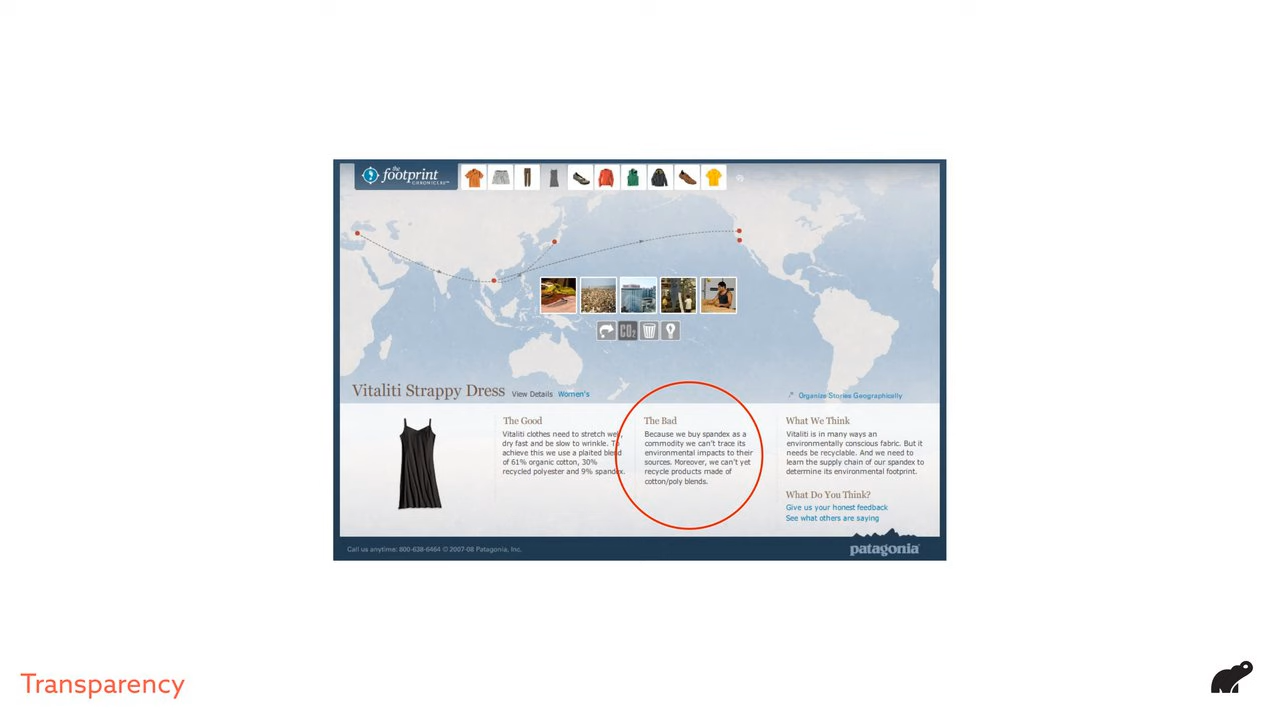 the
footprint
CHRONICLES™
CO2
Vitaliti Strappy Dress View Details Women's
Organize Stories Geographically
The Good
Vitaliti clothes need to stretch well,
dry fast and be slow to wrinkle. To
achieve this we use a plaited blend
of 61% organic cotton, 30%
recycled polyester and 9% spandex.
The Bad
Because we buy spandex as a
commodity we can't trace its
environmental impacts to their
sources. Moreover, we can't yet
recycle products made of
cotton/poly blends.
What We Think
Vitaliti is in many ways an
environmentally conscious fabric. But it
needs be recyclable. And we need to
learn the supply chain of our spandex to
determine its environmental footprint.
What Do You Think?
Give us your honest feedback
See what others are saying
Call us anytime: 800-638-6464 © 2007-08 Patagonia, Inc.
patagonia
Transparency